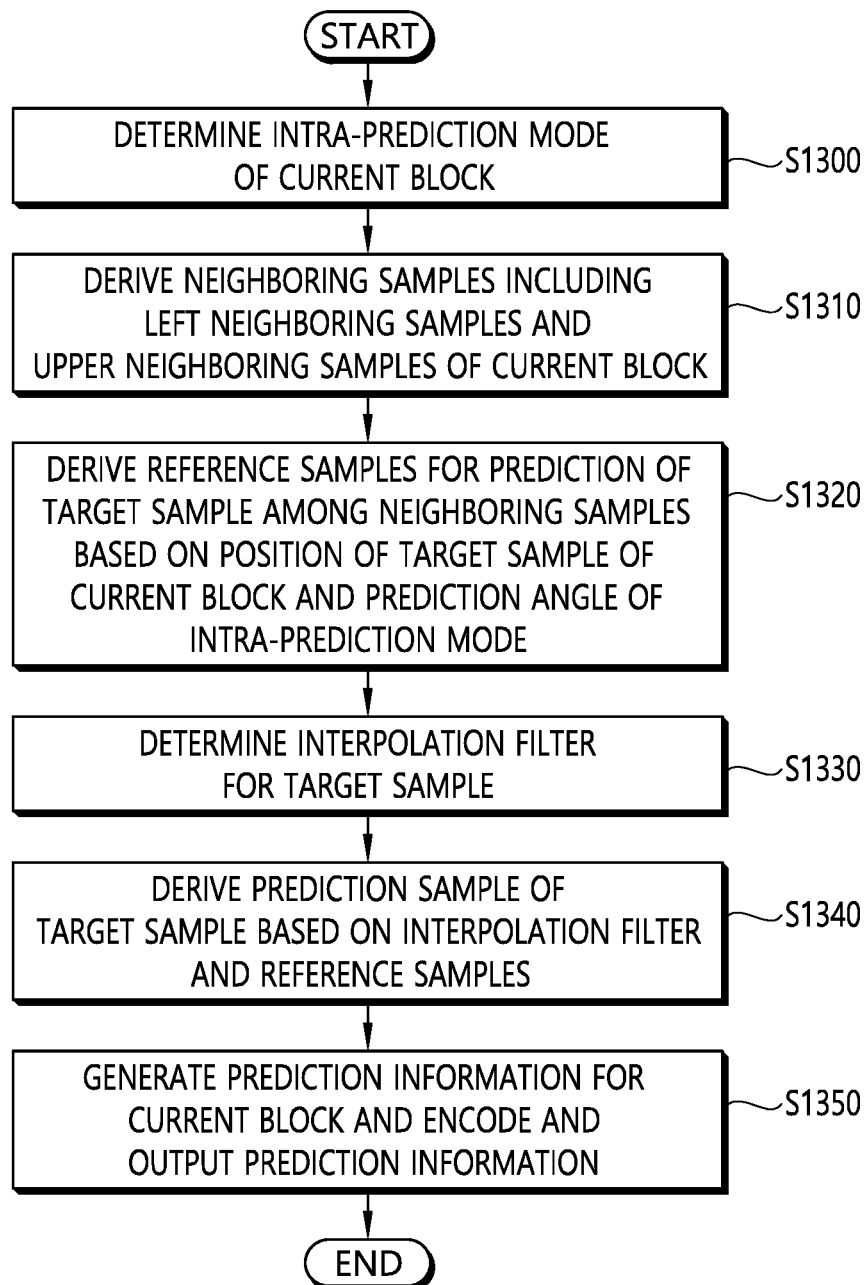 START
DETERMINE INTRA-PREDICTION MODE
OF CURRENT BLOCK
S1300
DERIVE NEIGHBORING SAMPLES INCLUDING
LEFT NEIGHBORING SAMPLES AND
UPPER NEIGHBORING SAMPLES OF CURRENT BLOCK
S1310
DERIVE REFERENCE SAMPLES FOR PREDICTION OF
TARGET SAMPLE AMONG NEIGHBORING SAMPLES
BASED ON POSITION OF TARGET SAMPLE OF
CURRENT BLOCK AND PREDICTION ANGLE OF
INTRA-PREDICTION MODE
S1320
DETERMINE INTERPOLATION FILTER
FOR TARGET SAMPLE
S1330
DERIVE PREDICTION SAMPLE OF
TARGET SAMPLE BASED ON INTERPOLATION FILTER
AND REFERENCE SAMPLES
S1340
GENERATE PREDICTION INFORMATION FOR
CURRENT BLOCK AND ENCODE AND
OUTPUT PREDICTION INFORMATION
S1350
END